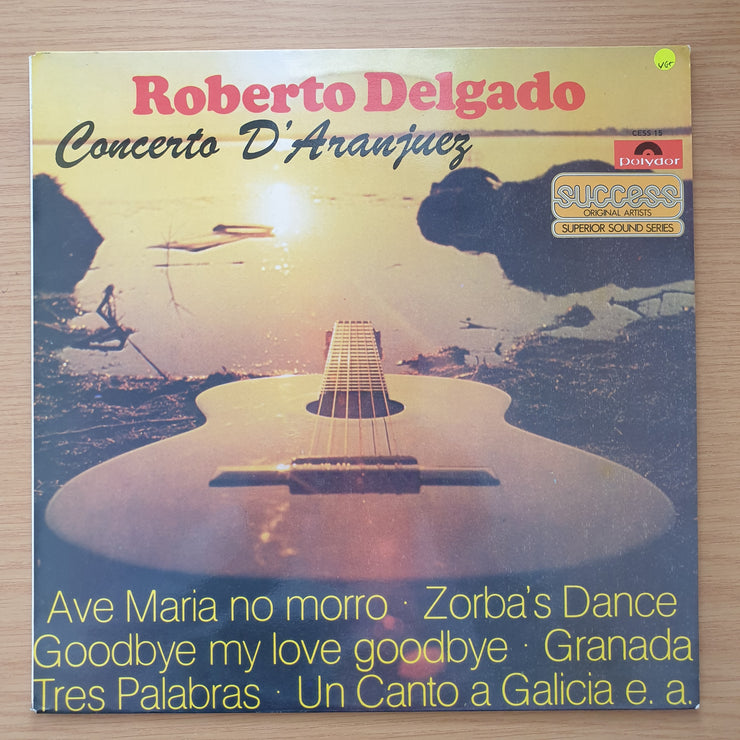 VG+
Roberto Delgado
Concerto D'Aranjuez
CESS 15
Polydor
success
ORIGINAL ARTISTS
SUPERIOR SOUND SERIES
Ave Maria no morro · Zorba's Dance
Goodbye my love goodbye · Granada
Tres Palabras · Un Canto a Galicia e. a.